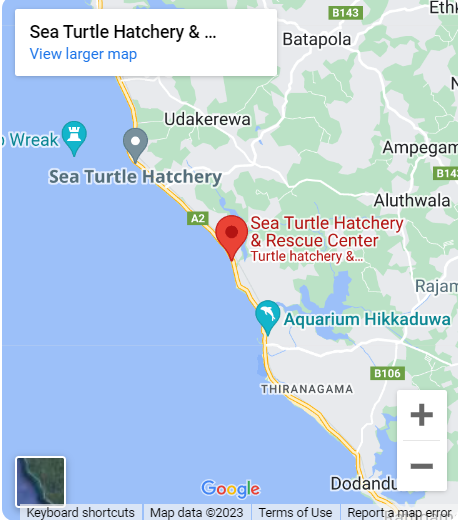 B143
Eth
Sea Turtle Hatchery & ...
View larger map
Batapola
Udakerewa
Wreak
Ampegam
B143
Sea Turtle Hatchery
Aluthwala
A2
Sea Turtle Hatchery
& Rescue Center
Turtle hatchery &...
Rajam
Aquarium Hikkaduwa
B106
THIRANAGAMA
Google
Dodandu
Keyboard shortcuts
Map data ©2023
Terms of Use
Report a map error